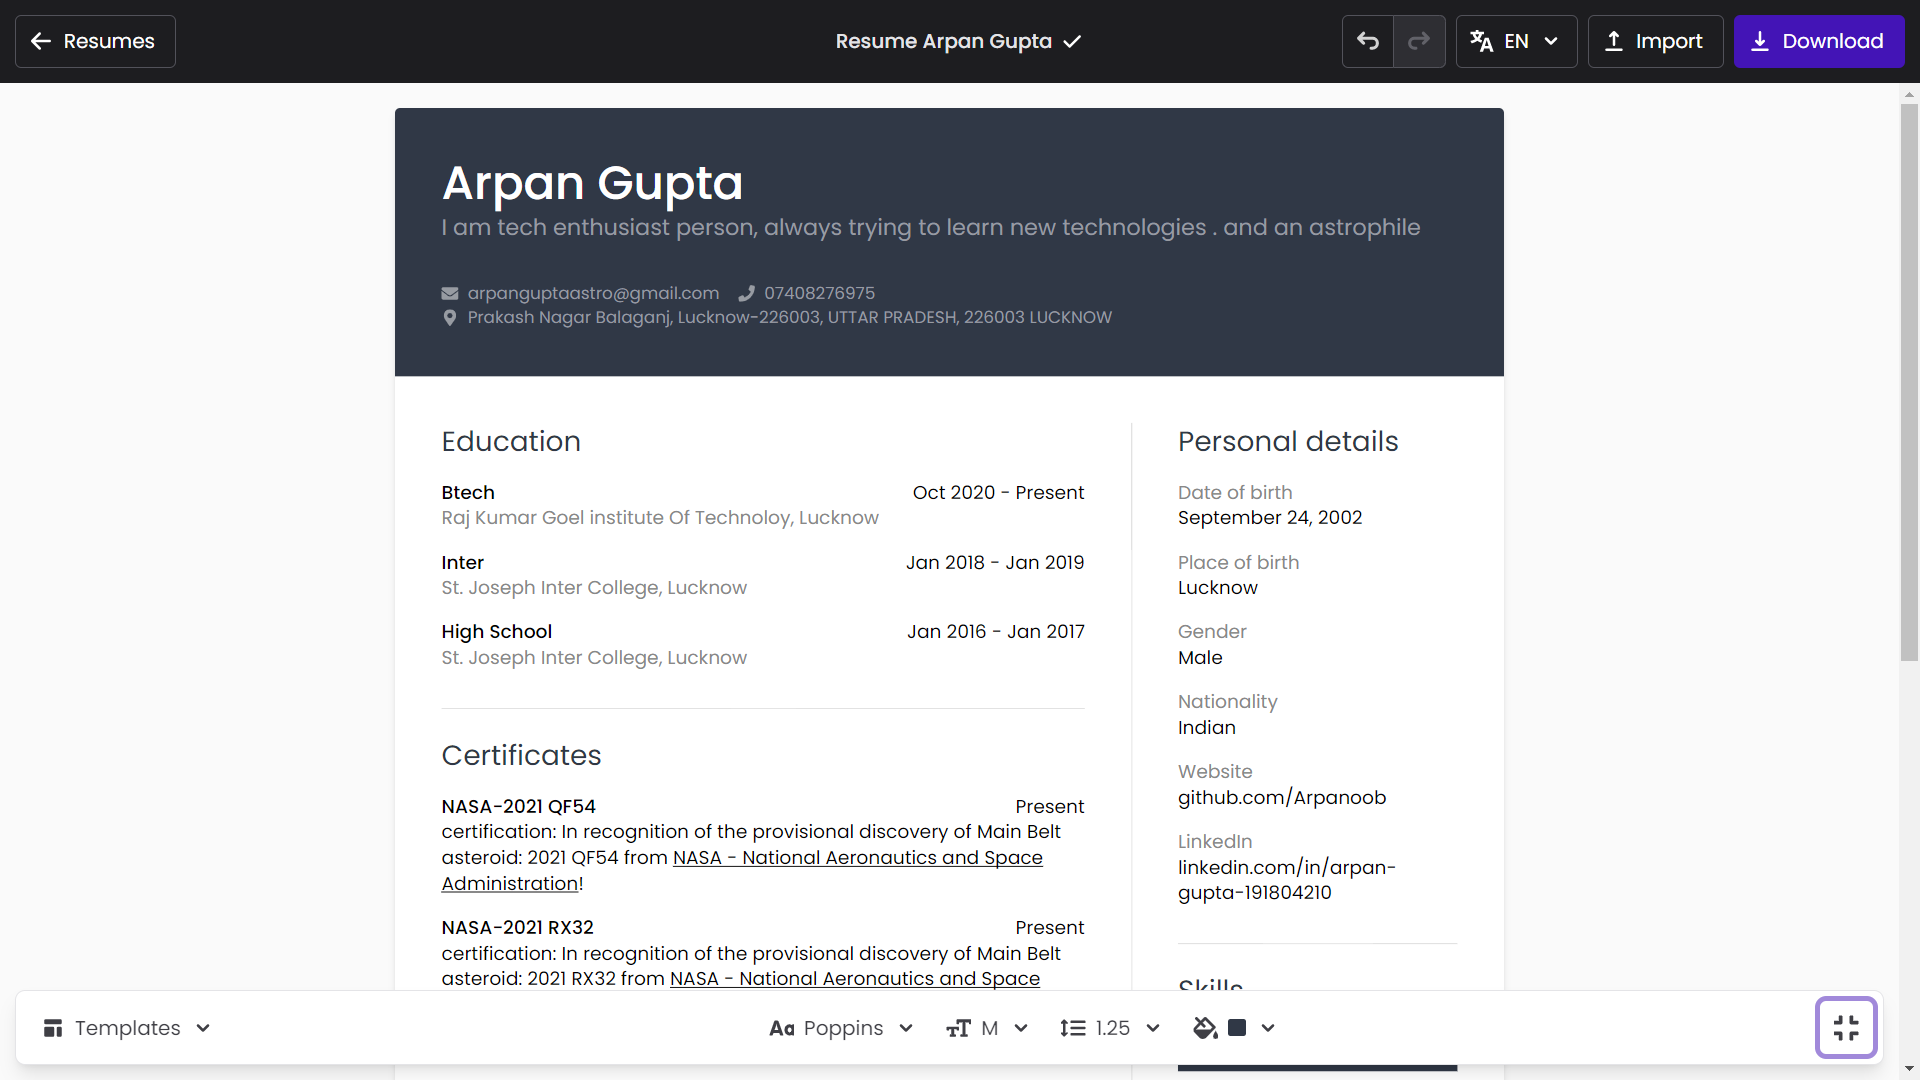 Resumes
Resume Arpan Gupta
EN
Import
Download
Arpan Gupta
I am tech enthusiast person, always trying to learn new technologies . and an astrophile
arpanguptaastro@gmail.com 07408276975
Prakash Nagar Balaganj, Lucknow-226003, UTTAR PRADESH, 226003 LUCKNOW
Education
Btech Oct 2020 - Present
Raj Kumar Goel institute Of Technoloy, Lucknow
Inter Jan 2018 - Jan 2019
St. Joseph Inter College, Lucknow
High School Jan 2016 - Jan 2017
St. Joseph Inter College, Lucknow
Certificates
NASA-2021 QF54 Present
certification: In recognition of the provisional discovery of Main Belt
asteroid: 2021 QF54 from NASA - National Aeronautics and Space
Administration!
NASA-2021 RX32 Present
certification: In recognition of the provisional discovery of Main Belt
asteroid: 2021 RX32 from NASA - National Aeronautics and Space
Personal details
Date of birth
September 24, 2002
Place of birth
Lucknow
Gender
Male
Nationality
Indian
Website
github.com/Arpanoob
LinkedIn
linkedin.com/in/arpan-
gupta-191804210
Skills
Templates
Aa Poppins
TT M
1.25